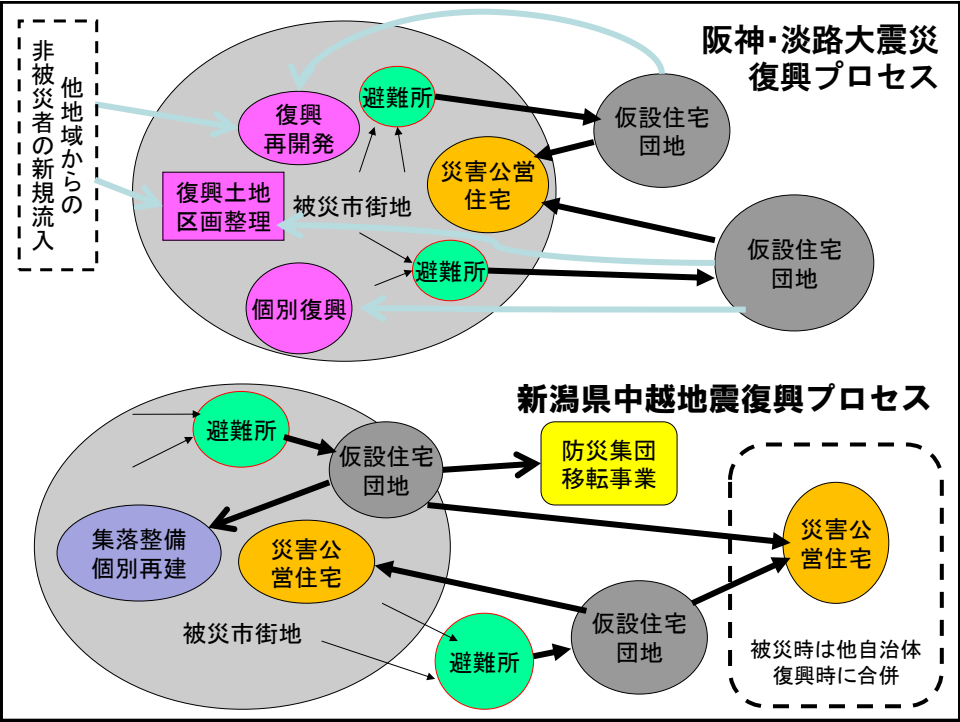 阪神・淡路大震災
復興プロセス
他地域からの
非被災者の新規流入
避難所
復興
再開発
仮設住宅
団地
災害公営
住宅
復興土地
区画整理
被災市街地
仮設住宅
団地
避難所
個別復興
新潟県中越地震復興プロセス
避難所
仮設住宅
団地
防災集団
移転事業
集落整備
個別再建
災害公
営住宅
災害公
営住宅
被災市街地
避難所
仮設住宅
団地
被災時は他自治体
復興時に合併